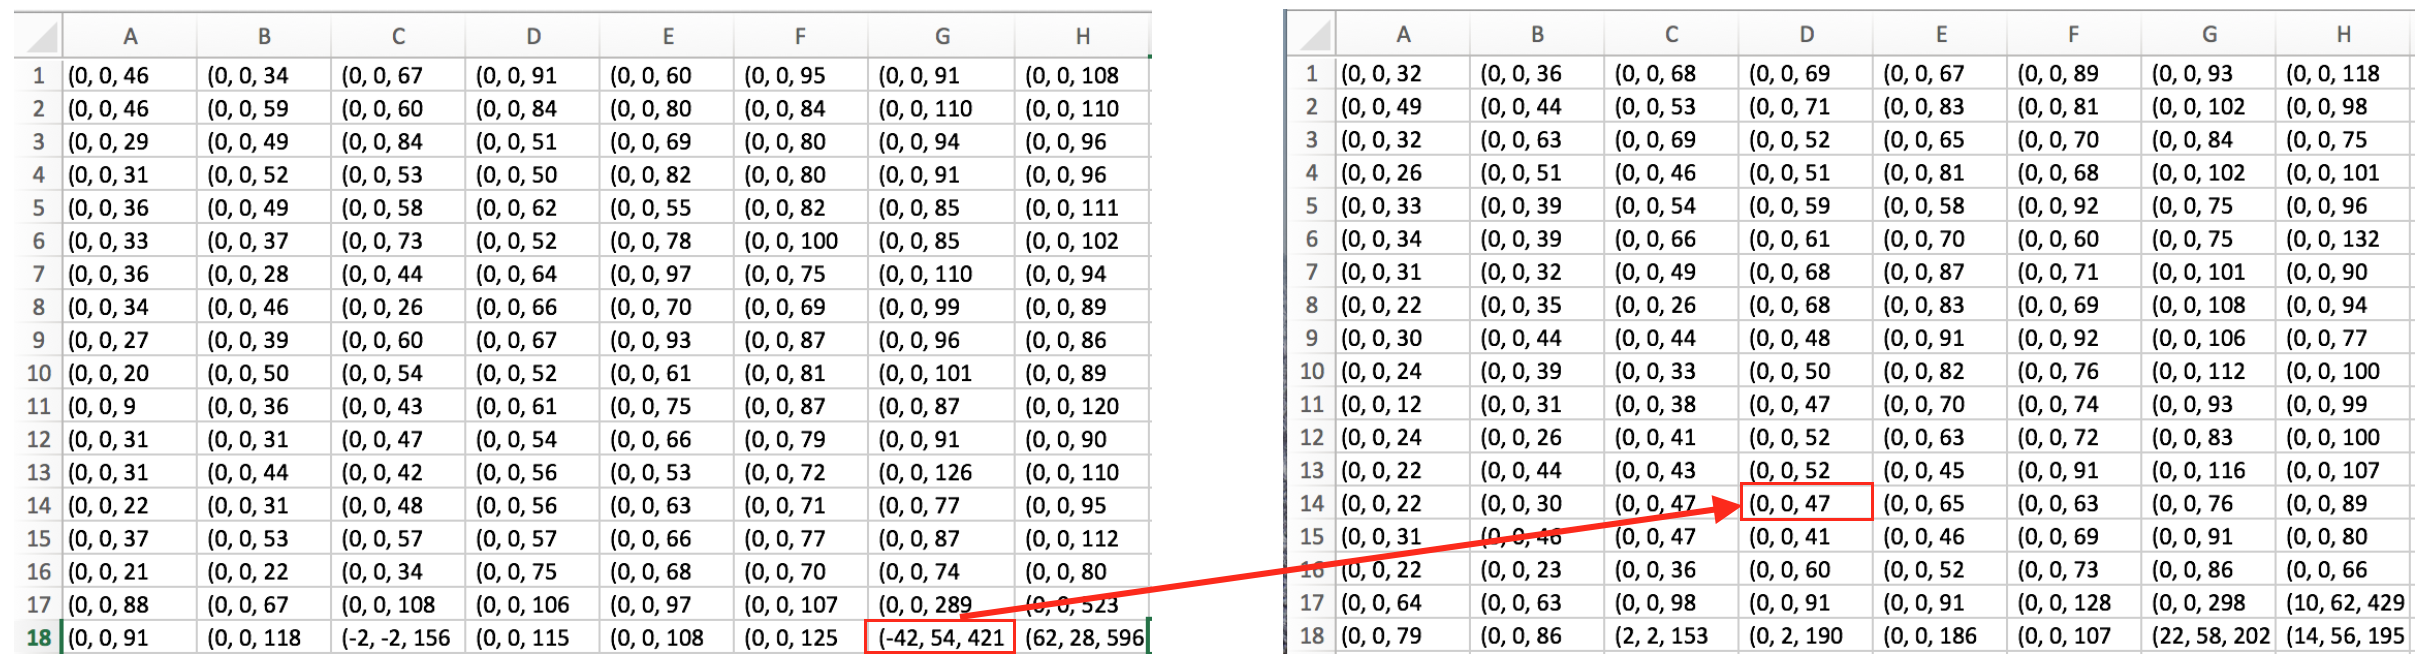 A B C D E F G H
1 (0, 0, 46 (0, 0, 34 (0, 0, 67 (0, 0, 91 (0, 0, 60 (0, 0, 95 (0, 0, 91 (0, 0, 108
2 (0, 0, 46 (0, 0, 59 (0, 0, 60 (0, 0, 84 (0, 0, 80 (0, 0, 84 (0, 0, 110 (0, 0, 110
3 (0, 0, 29 (0, 0, 49 (0, 0, 84 (0, 0, 51 (0, 0, 69 (0, 0, 80 (0, 0, 94 (0, 0, 96
4 (0, 0, 31 (0, 0, 52 (0, 0, 53 (0, 0, 50 (0, 0, 82 (0, 0, 80 (0, 0, 91 (0, 0, 96
5 (0, 0, 36 (0, 0, 49 (0, 0, 58 (0, 0, 62 (0, 0, 55 (0, 0, 82 (0, 0, 85 (0, 0, 111
6 (0, 0, 33 (0, 0, 37 (0, 0, 73 (0, 0, 52 (0, 0, 78 (0, 0, 100 (0, 0, 85 (0, 0, 102
7 (0, 0, 36 (0, 0, 28 (0, 0, 44 (0, 0, 64 (0, 0, 97 (0, 0, 75 (0, 0, 110 (0, 0, 94
8 (0, 0, 34 (0, 0, 46 (0, 0, 26 (0, 0, 66 (0, 0, 70 (0, 0, 69 (0, 0, 99 (0, 0, 89
9 (0, 0, 27 (0, 0, 39 (0, 0, 60 (0, 0, 67 (0, 0, 93 (0, 0, 87 (0, 0, 96 (0, 0, 86
10 (0, 0, 20 (0, 0, 50 (0, 0, 54 (0, 0, 52 (0, 0, 61 (0, 0, 81 (0, 0, 101 (0, 0, 89
11 (0, 0, 9 (0, 0, 36 (0, 0, 43 (0, 0, 61 (0, 0, 75 (0, 0, 87 (0, 0, 87 (0, 0, 120
12 (0, 0, 31 (0, 0, 31 (0, 0, 47 (0, 0, 54 (0, 0, 66 (0, 0, 79 (0, 0, 91 (0, 0, 90
13 (0, 0, 31 (0, 0, 44 (0, 0, 42 (0, 0, 56 (0, 0, 53 (0, 0, 72 (0, 0, 126 (0, 0, 110
14 (0, 0, 22 (0, 0, 31 (0, 0, 48 (0, 0, 56 (0, 0, 63 (0, 0, 71 (0, 0, 77 (0, 0, 95
15 (0, 0, 37 (0, 0, 53 (0, 0, 57 (0, 0, 57 (0, 0, 66 (0, 0, 77 (0, 0, 87 (0, 0, 112
16 (0, 0, 21 (0, 0, 22 (0, 0, 34 (0, 0, 75 (0, 0, 68 (0, 0, 70 (0, 0, 74 (0, 0, 80
17 (0, 0, 88 (0, 0, 67 (0, 0, 108 (0, 0, 106 (0, 0, 97 (0, 0, 107 (0, 0, 289 (0, 0, 523
18 (0, 0, 91 (0, 0, 118 (-2, -2, 156 (0, 0, 115 (0, 0, 108 (0, 0, 125 (-42, 54, 421 (62, 28, 596
A B C D E F G H
1 (0, 0, 32 (0, 0, 36 (0, 0, 68 (0, 0, 69 (0, 0, 67 (0, 0, 89 (0, 0, 93 (0, 0, 118
2 (0, 0, 49 (0, 0, 44 (0, 0, 53 (0, 0, 71 (0, 0, 83 (0, 0, 81 (0, 0, 102 (0, 0, 98
3 (0, 0, 32 (0, 0, 63 (0, 0, 69 (0, 0, 52 (0, 0, 65 (0, 0, 70 (0, 0, 84 (0, 0, 75
4 (0, 0, 26 (0, 0, 51 (0, 0, 46 (0, 0, 51 (0, 0, 81 (0, 0, 68 (0, 0, 102 (0, 0, 101
5 (0, 0, 33 (0, 0, 39 (0, 0, 54 (0, 0, 59 (0, 0, 58 (0, 0, 92 (0, 0, 75 (0, 0, 96
6 (0, 0, 34 (0, 0, 39 (0, 0, 66 (0, 0, 61 (0, 0, 70 (0, 0, 60 (0, 0, 75 (0, 0, 132
7 (0, 0, 31 (0, 0, 32 (0, 0, 49 (0, 0, 68 (0, 0, 87 (0, 0, 71 (0, 0, 101 (0, 0, 90
8 (0, 0, 22 (0, 0, 35 (0, 0, 26 (0, 0, 68 (0, 0, 83 (0, 0, 69 (0, 0, 108 (0, 0, 94
9 (0, 0, 30 (0, 0, 44 (0, 0, 44 (0, 0, 48 (0, 0, 91 (0, 0, 92 (0, 0, 106 (0, 0, 77
10 (0, 0, 24 (0, 0, 39 (0, 0, 33 (0, 0, 50 (0, 0, 82 (0, 0, 76 (0, 0, 112 (0, 0, 100
11 (0, 0, 12 (0, 0, 31 (0, 0, 38 (0, 0, 47 (0, 0, 70 (0, 0, 74 (0, 0, 93 (0, 0, 99
12 (0, 0, 24 (0, 0, 26 (0, 0, 41 (0, 0, 52 (0, 0, 63 (0, 0, 72 (0, 0, 83 (0, 0, 100
13 (0, 0, 22 (0, 0, 44 (0, 0, 43 (0, 0, 52 (0, 0, 45 (0, 0, 91 (0, 0, 116 (0, 0, 107
14 (0, 0, 22 (0, 0, 30 (0, 0, 47 (0, 0, 47 (0, 0, 65 (0, 0, 63 (0, 0, 76 (0, 0, 89
15 (0, 0, 31 (0, 0, 46 (0, 0, 47 (0, 0, 41 (0, 0, 46 (0, 0, 69 (0, 0, 91 (0, 0, 80
16 (0, 0, 22 (0, 0, 23 (0, 0, 36 (0, 0, 60 (0, 0, 52 (0, 0, 73 (0, 0, 86 (0, 0, 66
17 (0, 0, 64 (0, 0, 63 (0, 0, 98 (0, 0, 91 (0, 0, 91 (0, 0, 128 (0, 0, 298 (10, 62, 429
18 (0, 0, 79 (0, 0, 86 (2, 2, 153 (0, 2, 190 (0, 0, 186 (0, 0, 107 (22, 58, 202 (14, 56, 195